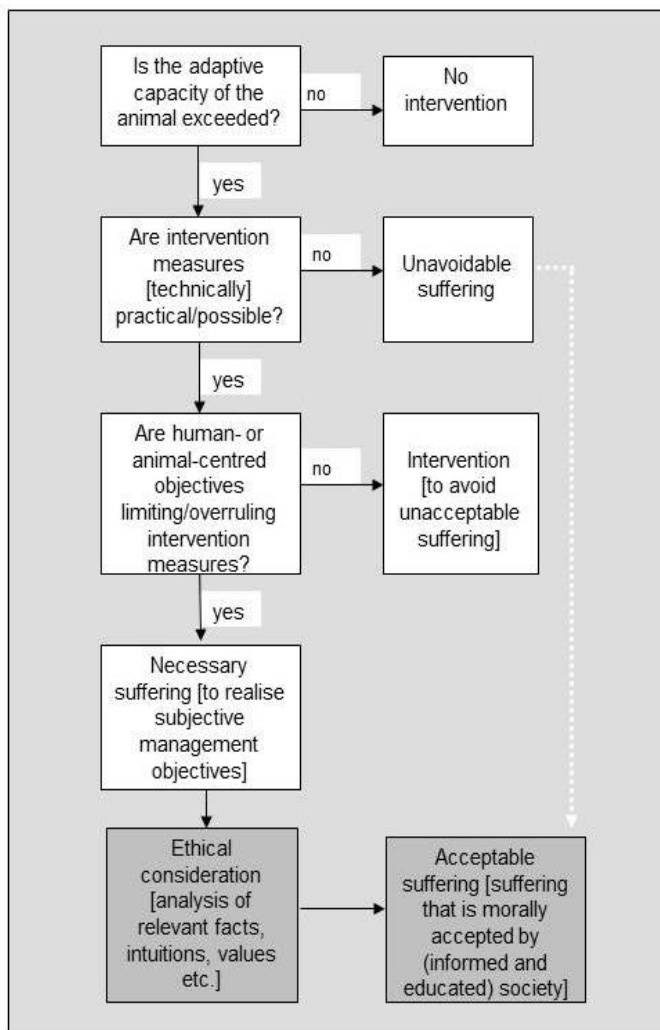 Is the adaptive
capacity of the
animal exceeded?
no
No
intervention
yes
Are intervention
measures
[technically]
practical/possible?
no
Unavoidable
suffering
yes
Are human- or
animal-centred
objectives
limiting/overruling
intervention
measures?
no
Intervention
[to avoid
unacceptable
suffering]
yes
Necessary
suffering [to realise
subjective
management
objectives]
Ethical
consideration
[analysis of
relevant facts,
intuitions, values
etc.]
Acceptable
suffering [suffering
that is morally
accepted by
(informed and
educated) society]